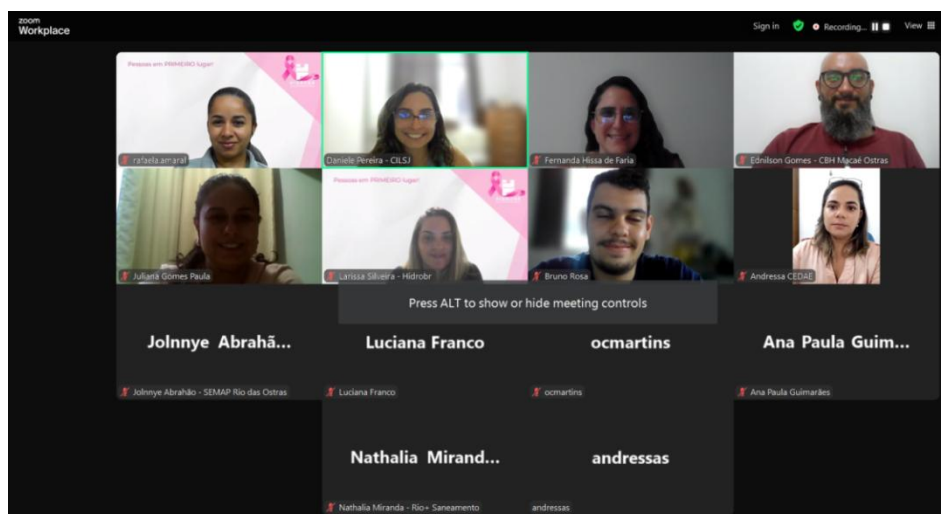 zoom
Workplace
Sign in
Recording...
View
Pessoas em PRIMEIRO lugar!
rafaela amaral
Daniele Pereira - CILSJ
Fernanda Hissa de Faria
Ednilson Gomes - CBH Macaé Ostras
Pessoas em PRIMEIRO lugar!
Juliana Gomes Paula
Larissa Silveira - Hidrobr
Bruno Rosa
Andressa CEDAE
Press ALT to show or hide meeting controls
Jolnnye Abrahã...
Luciana Franco
ocmartins
Ana Paula Guim...
Jolnnye Abrahão - SEMAP Rio das Ostras
Luciana Franco
ocmartins
Ana Paula Guimarães
Nathalia Mirand...
andressas
Nathalia Miranda - Rio+ Saneamento
andressas